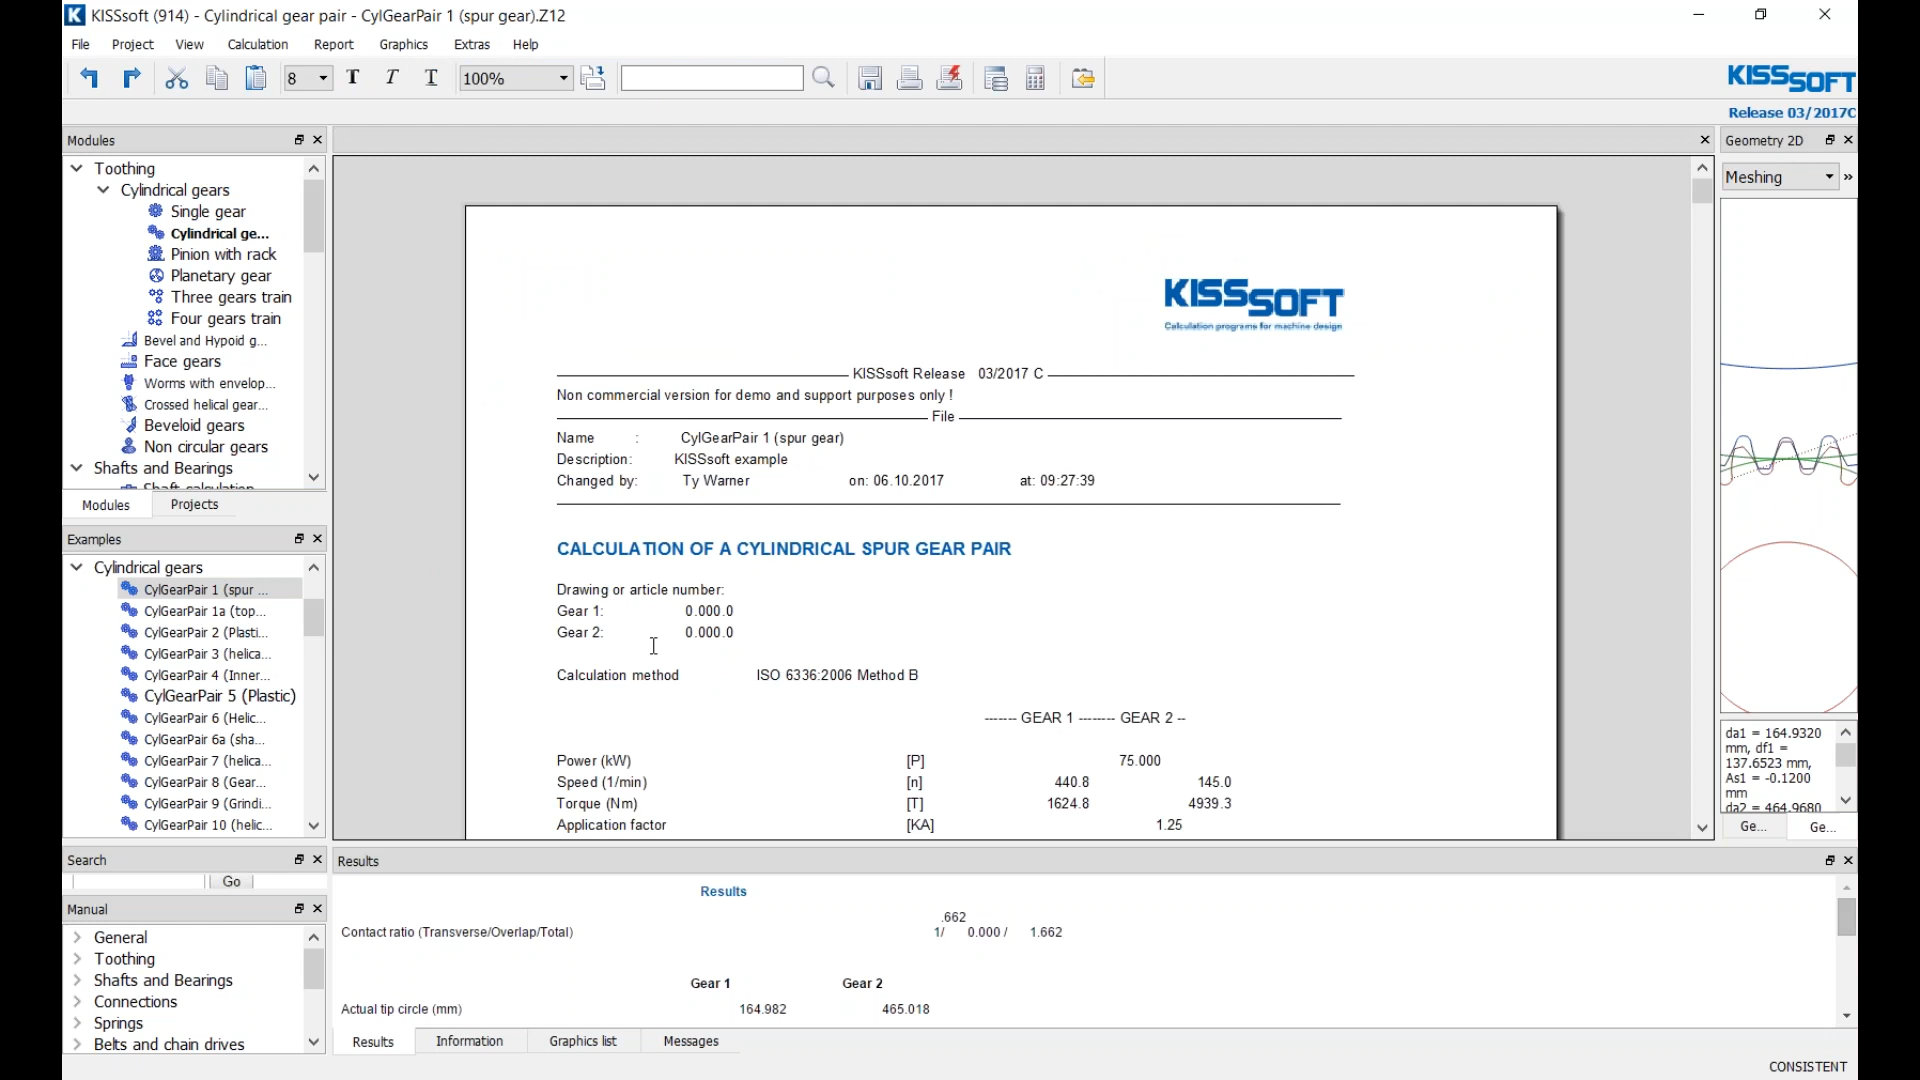 KISSsoft (914) - Cylindrical gear pair - CylGearPair 1 (spur gear).Z12
File Project View Calculation Report Graphics Extras Help
8 T T T 100%
KISSSOFT
Release 03/2017C
Modules
Toothing
Cylindrical gears
Single gear
Cylindrical ge...
Pinion with rack
Planetary gear
Three gears train
Four gears train
Bevel and Hypoid g...
Face gears
Worms with envelop...
Crossed helical gear...
Beveloid gears
Non circular gears
Shafts and Bearings
Shaft calculation
Modules Projects
Examples
Cylindrical gears
CylGearPair 1 (spur ...
CylGearPair 1a (top...
CylGearPair 2 (Plasti...
CylGearPair 3 (helica...
CylGearPair 4 (Inner...
CylGearPair 5 (Plastic)
CylGearPair 6 (Helic...
CylGearPair 6a (sha...
CylGearPair 7 (helica...
CylGearPair 8 (Gear...
CylGearPair 9 (Grindi...
CylGearPair 10 (helic...
Search
Go
Manual
General
Toothing
Shafts and Bearings
Connections
Springs
Belts and chain drives
KISSSOFT
Calculation programs for machine design
KISSsoft Release 03/2017 C
Non commercial version for demo and support purposes only !
File
Name : CylGearPair 1 (spur gear)
Description: KISSsoft example
Changed by: Ty Warner on: 06.10.2017 at: 09:27:39
CALCULATION OF A CYLINDRICAL SPUR GEAR PAIR
Drawing or article number:
Gear 1: 0.000.0
Gear 2: 0.000.0
Calculation method ISO 6336:2006 Method B
------- GEAR 1 -------- GEAR 2 --
Power (kW) [P] 75.000
Speed (1/min) [n] 440.8 145.0
Torque (Nm) [T] 1624.8 4939.3
Application factor [KA] 1.25
Geometry 2D
Meshing »
da1 = 164.9320
mm, df1 =
137.6523 mm,
As1 = -0.1200
mm
da2 = 464.9680
Ge... Ge...
Results
Results
.662
Contact ratio (Transverse/Overlap/Total) 1/ 0.000 / 1.662
Gear 1 Gear 2
Actual tip circle (mm) 164.982 465.018
Results Information Graphics list Messages
CONSISTENT